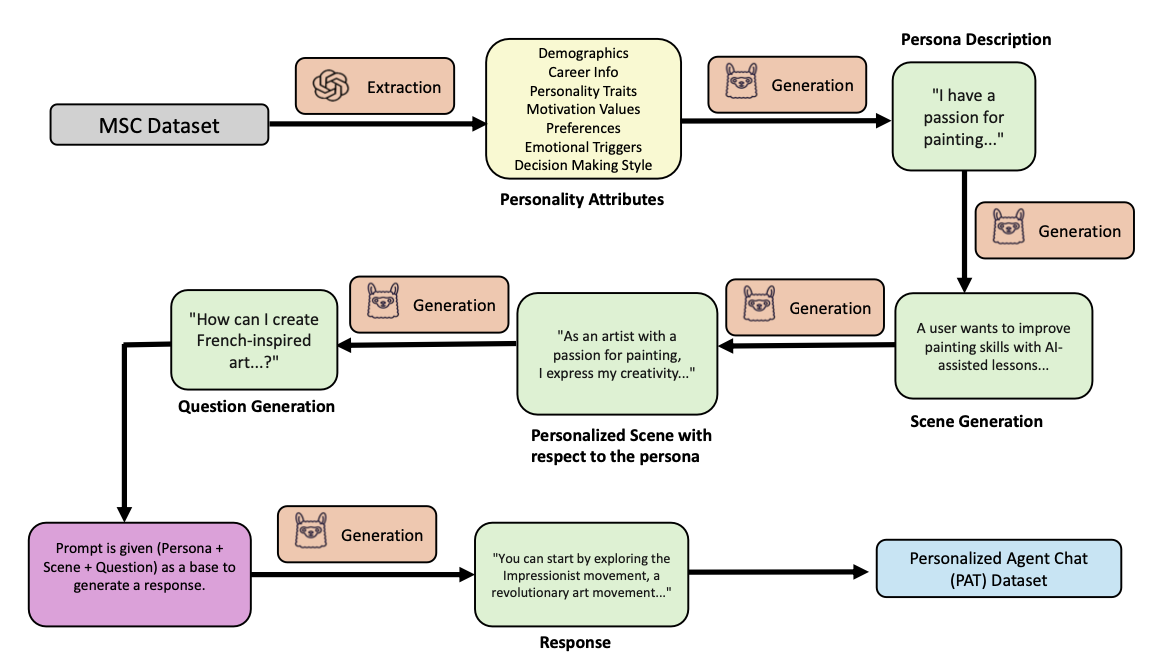 Persona Description
Extraction
Demographics
Career Info
Personality Traits
Motivation Values
Preferences
Emotional Triggers
Decision Making Style
Generation
"I have a
passion for
painting..."
MSC Dataset
Personality Attributes
Generation
"How can I create
French-inspired
art...?"
Generation
"As an artist with a
passion for painting,
I express my creativity..."
Generation
A user wants to improve
painting skills with AI-
assisted lessons...
Question Generation
Personalized Scene with
respect to the persona
Scene Generation
Prompt is given (Persona +
Scene + Question) as a base to
generate a response.
Generation
"You can start by exploring the
Impressionist movement, a
revolutionary art movement..."
Personalized Agent Chat
(PAT) Dataset
Response